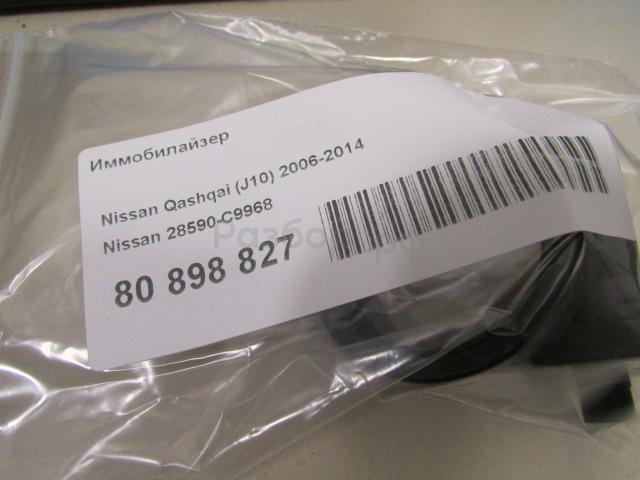 Иммобилайзер
Nissan Qashqai (J10) 2006-2014
Nissan 28590-C9968
80 898 827